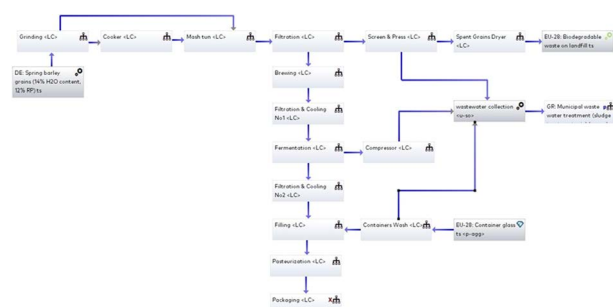 Grinding <LC>
Cooker <LC>
Mash tun <LC>
Filtration <LC>
Screen & Press <LC>
Spent Grains Dryer
<LC>
EU-28: Biodegradable
waste on landfill ts
DE: Spring barley
grains (14% H2O content,
12% RP) ts
Brewing <LC>
Filtration & Cooling
No1 <LC>
wastewater collection
<u-so>
GR: Municipal waste
water treatment (sludge
Fermentation <LC>
Compressor <LC>
Filtration & Cooling
No2 <LC>
Filling <LC>
Containers Wash <LC>
EU-28: Container glass
ts <p-agg>
Pasteurization <LC>
Packaging <LC>
X